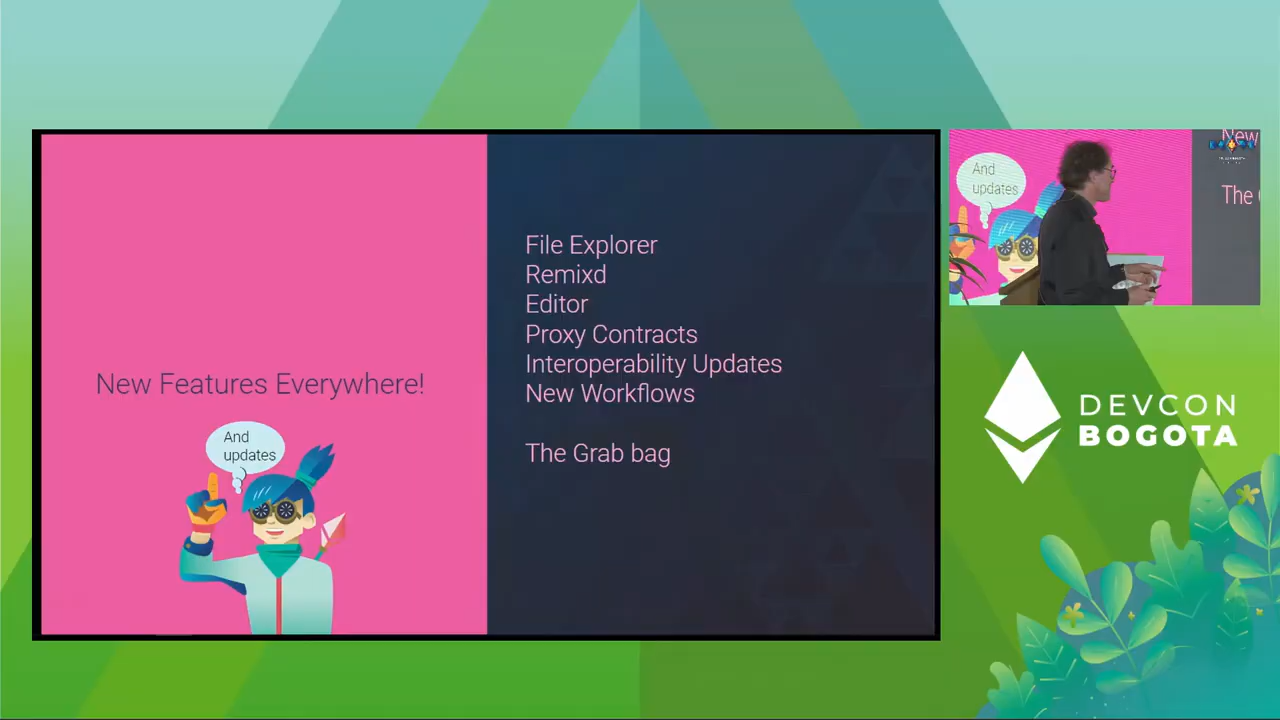 New Features Everywhere!
And
updates
File Explorer
Remixd
Editor
Proxy Contracts
Interoperability Updates
New Workflows
The Grab bag
And
updates
New
The
DEVCON
BOGOTA